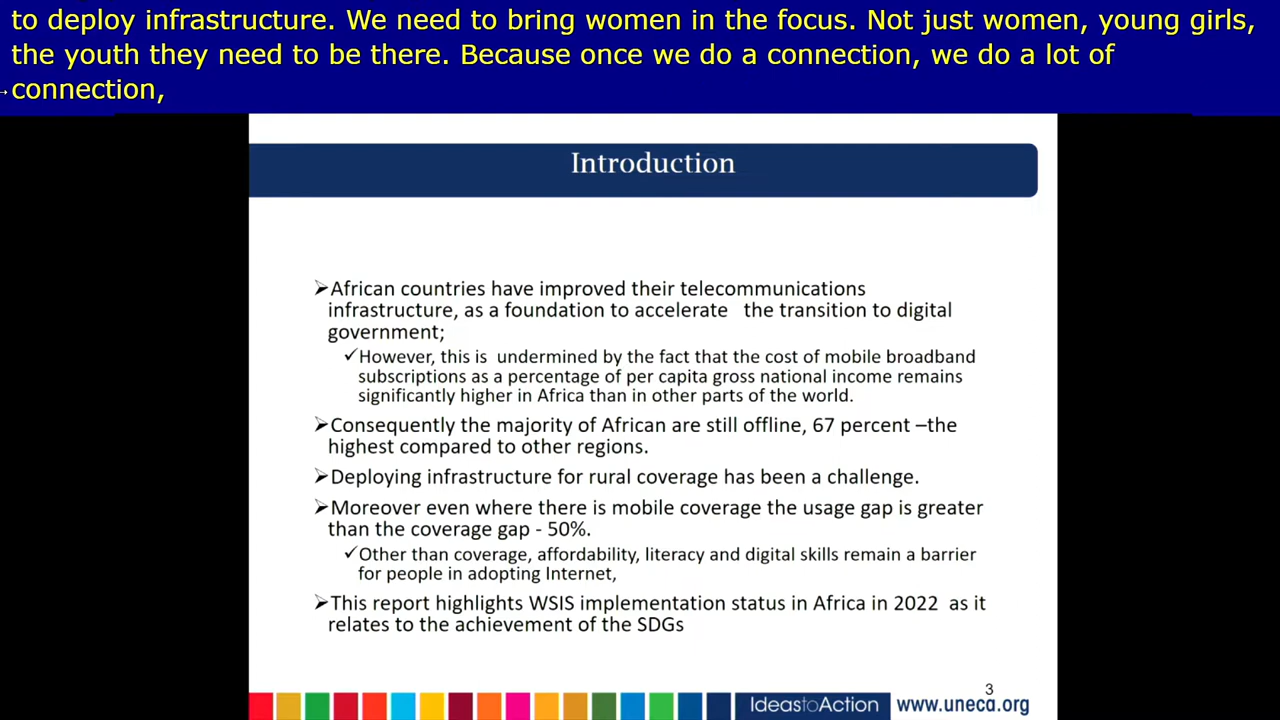 to deploy infrastructure. We need to bring women in the focus. Not just women, young girls,
the youth they need to be there. Because once we do a connection, we do a lot of
connection,
Introduction
➢African countries have improved their telecommunications
infrastructure, as a foundation to accelerate the transition to digital
government;
✓However, this is undermined by the fact that the cost of mobile broadband
subscriptions as a percentage of per capita gross national income remains
significantly higher in Africa than in other parts of the world.
➢Consequently the majority of African are still offline, 67 percent –the
highest compared to other regions.
➢Deploying infrastructure for rural coverage has been a challenge.
➢Moreover even where there is mobile coverage the usage gap is greater
than the coverage gap - 50%.
✓Other than coverage, affordability, literacy and digital skills remain a barrier
for people in adopting Internet,
➢This report highlights WSIS implementation status in Africa in 2022 as it
relates to the achievement of the SDGs
3
IdeastoAction www.uneca.org